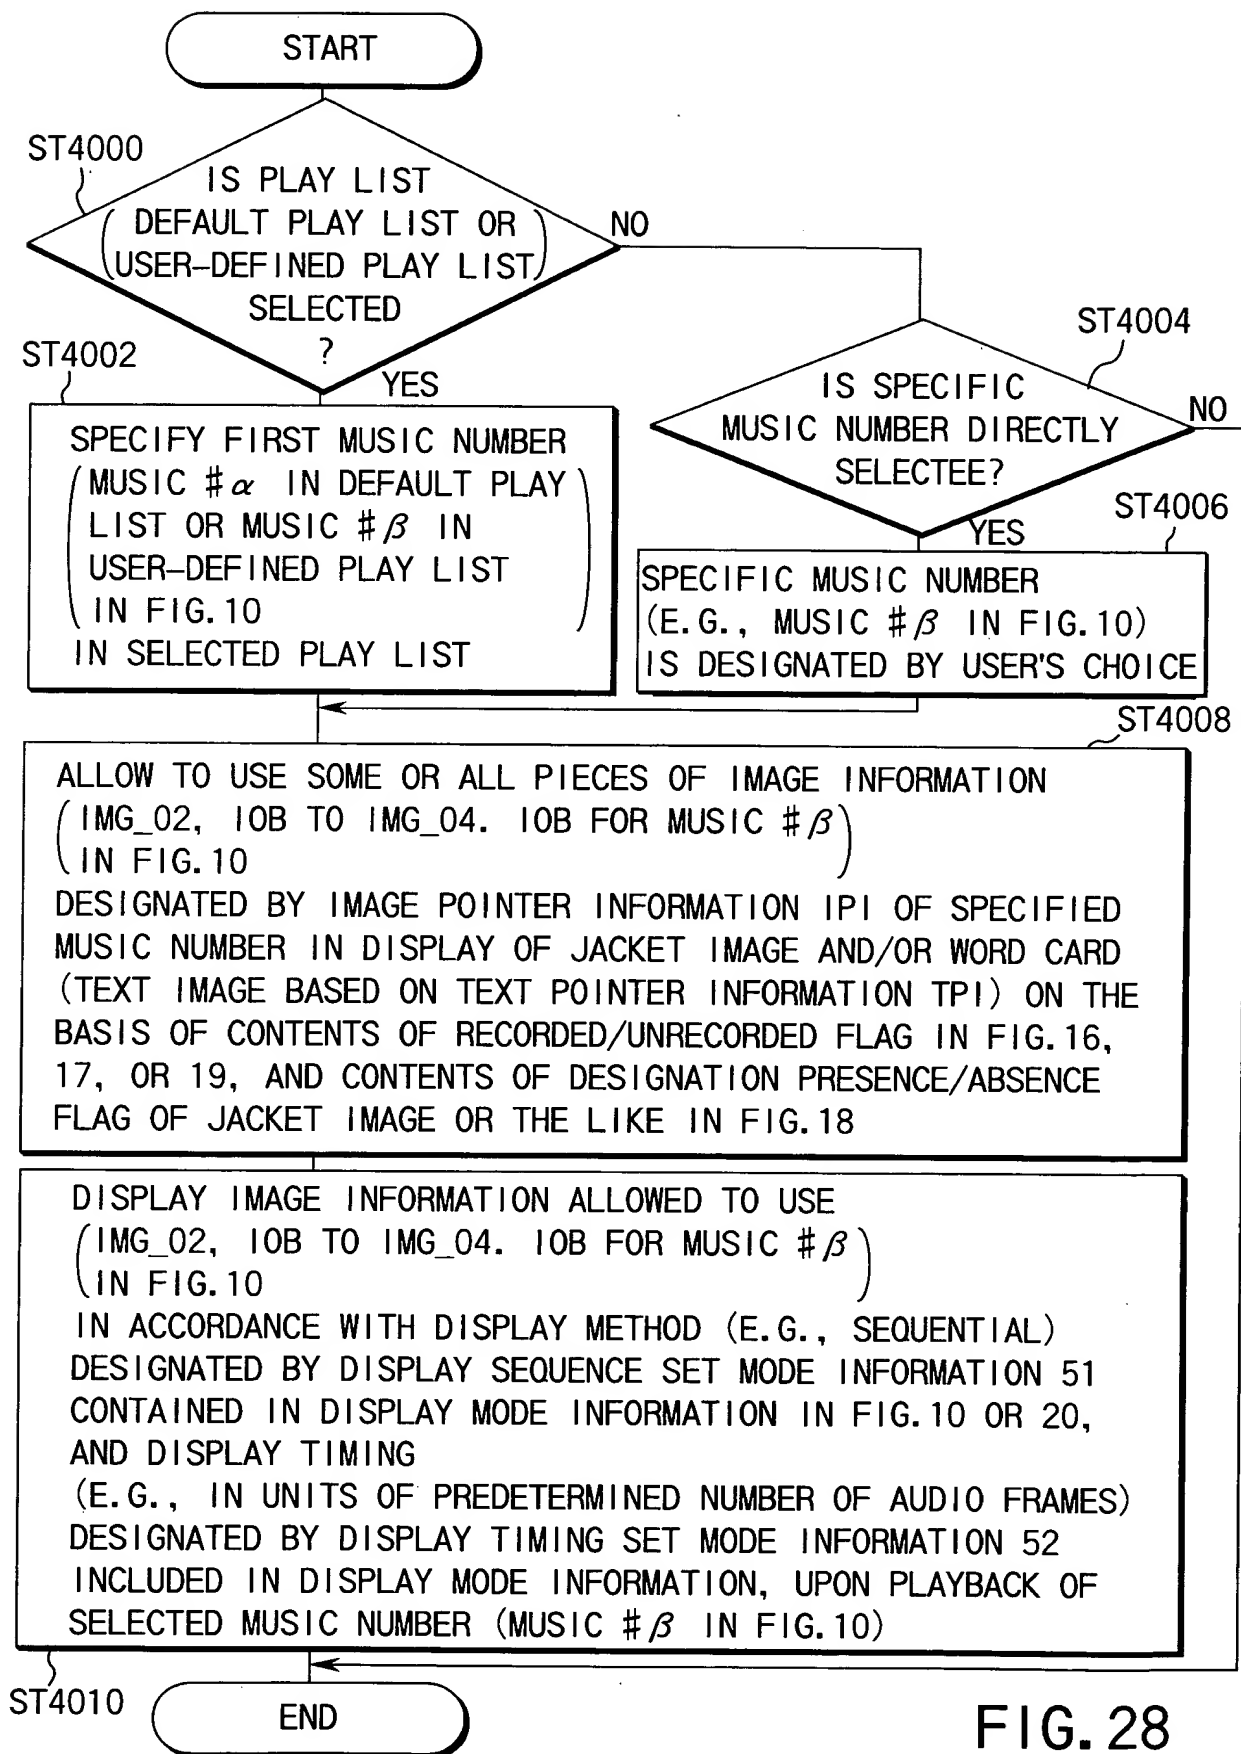 START
ST4000
IS PLAY LIST
(DEFAULT PLAY LIST OR
USER-DEFINED PLAY LIST)
SELECTED
?
NO
YES
ST4002
SPECIFY FIRST MUSIC NUMBER
(MUSIC #α IN DEFAULT PLAY
LIST OR MUSIC #β IN
USER-DEFINED PLAY LIST
IN FIG.10)
IN SELECTED PLAY LIST
ST4004
IS SPECIFIC
MUSIC NUMBER DIRECTLY
SELECTEE?
NO
YES
ST4006
SPECIFIC MUSIC NUMBER
(E.G., MUSIC #β IN FIG.10)
IS DESIGNATED BY USER'S CHOICE
ST4008
ALLOW TO USE SOME OR ALL PIECES OF IMAGE INFORMATION
(IMG_02, IOB TO IMG_04. IOB FOR MUSIC #β
IN FIG.10)
DESIGNATED BY IMAGE POINTER INFORMATION IPI OF SPECIFIED
MUSIC NUMBER IN DISPLAY OF JACKET IMAGE AND/OR WORD CARD
(TEXT IMAGE BASED ON TEXT POINTER INFORMATION TPI) ON THE
BASIS OF CONTENTS OF RECORDED/UNRECORDED FLAG IN FIG.16,
17, OR 19, AND CONTENTS OF DESIGNATION PRESENCE/ABSENCE
FLAG OF JACKET IMAGE OR THE LIKE IN FIG.18
DISPLAY IMAGE INFORMATION ALLOWED TO USE
(IMG_02, IOB TO IMG_04. IOB FOR MUSIC #β
IN FIG.10)
IN ACCORDANCE WITH DISPLAY METHOD (E.G., SEQUENTIAL)
DESIGNATED BY DISPLAY SEQUENCE SET MODE INFORMATION 51
CONTAINED IN DISPLAY MODE INFORMATION IN FIG.10 OR 20,
AND DISPLAY TIMING
(E.G., IN UNITS OF PREDETERMINED NUMBER OF AUDIO FRAMES)
DESIGNATED BY DISPLAY TIMING SET MODE INFORMATION 52
INCLUDED IN DISPLAY MODE INFORMATION, UPON PLAYBACK OF
SELECTED MUSIC NUMBER (MUSIC #β IN FIG.10)
ST4010
END
FIG.28